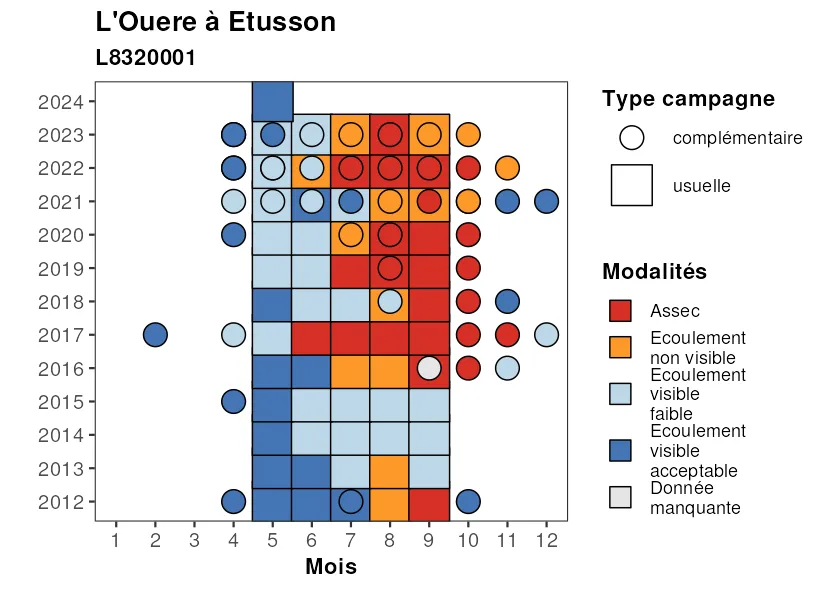 L'Ouere à Etusson
L8320001
2024
2023
2022
2021
2020
2019
2018
2017
2016
2015
2014
2013
2012
1 2 3 4 5 6 7 8 9 10 11 12
Mois
Type campagne
complémentaire
usuelle
Modalités
Assec
Ecoulement
non visible
Ecoulement
visible
faible
Ecoulement
visible
acceptable
Donnée
manquante